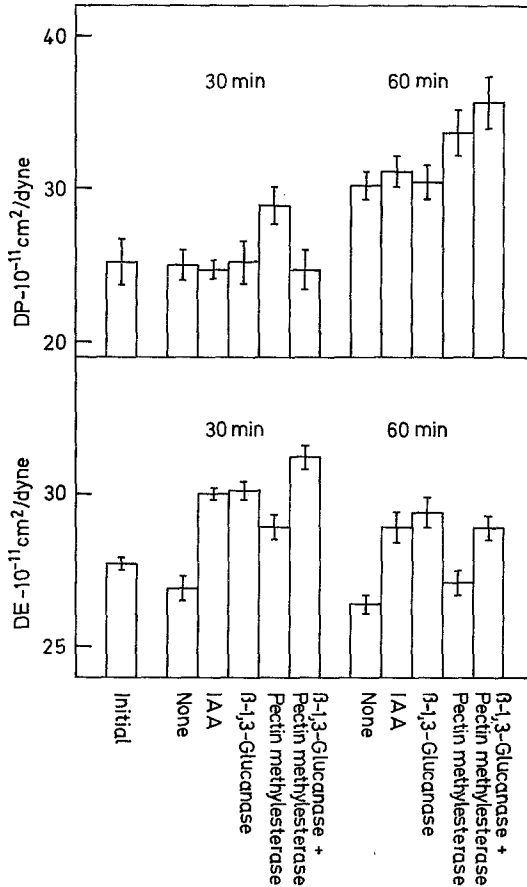 40
30 min
60 min
30
20
DP-10⁻¹¹cm²/dyne
30 min
60 min
30
25
DE-10⁻¹¹cm²/dyne
Initial
None
IAA
β-1,3-Glucanase
Pectin methylesterase
β-1,3-Glucanase +
Pectin methylesterase
None
IAA
β-1,3-Glucanase
Pectin methylesterase
β-1,3-Glucanase +
Pectin methylesterase